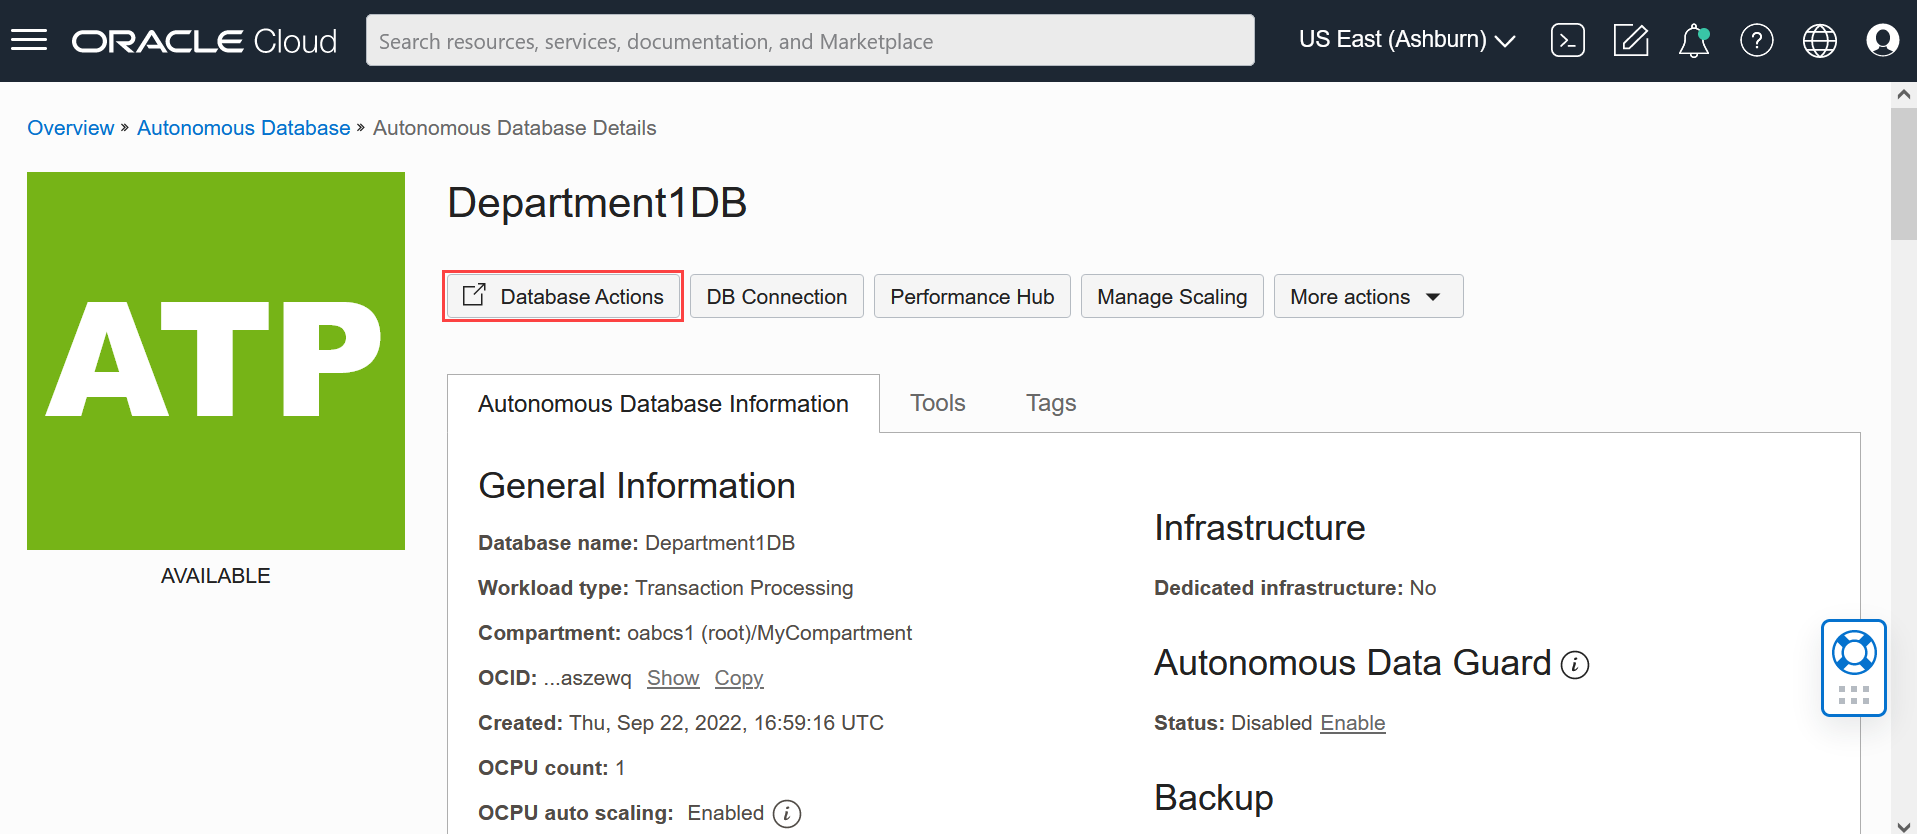 ORACLE Cloud
Search resources, services, documentation, and Marketplace
US East (Ashburn)
Overview » Autonomous Database » Autonomous Database Details
ATP
AVAILABLE
Department1DB
Database Actions
DB Connection
Performance Hub
Manage Scaling
More actions
Autonomous Database Information
Tools
Tags
General Information
Database name: Department1DB
Workload type: Transaction Processing
Compartment: oabcs1 (root)/MyCompartment
OCID: ...aszewq Show Copy
Created: Thu, Sep 22, 2022, 16:59:16 UTC
OCPU count: 1
OCPU auto scaling: Enabled i
Infrastructure
Dedicated infrastructure: No
Autonomous Data Guard i
Status: Disabled Enable
Backup